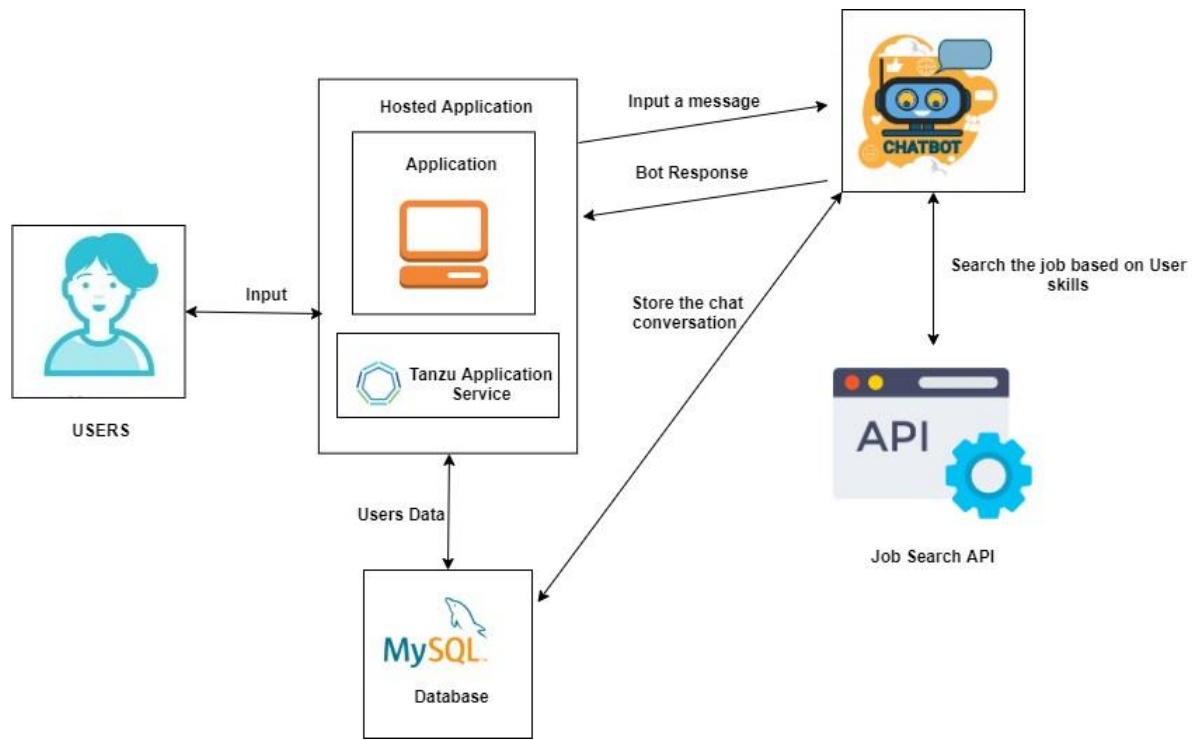 Hosted Application
Application
Tanzu Application
Service
USERS
Input
Input a message
Bot Response
CHATBOT
Search the job based on User
skills
Store the chat
conversation
API
Job Search API
Users Data
MySQL
Database